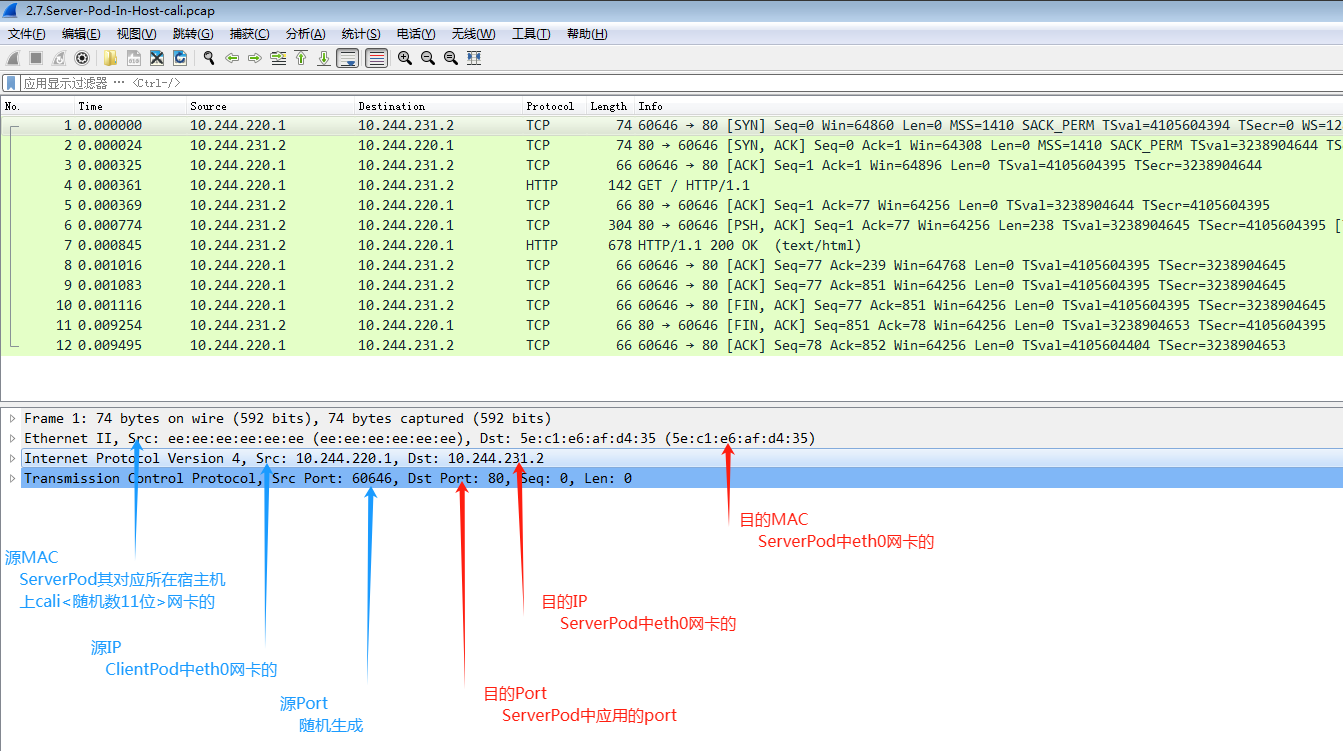 2.7.Server-Pod-In-Host-cali.pcap
文件(F) 编辑(E) 视图(V) 跳转(G) 捕获(C) 分析(A) 统计(S) 电话(Y) 无线(W) 工具(T) 帮助(H)
应用显示过滤器 … <Ctrl-/>
No. Time Source Destination Protocol Length Info
1 0.000000 10.244.220.1 10.244.231.2 TCP 74 60646 → 80 [SYN] Seq=0 Win=64860 Len=0 MSS=1410 SACK_PERM TSval=4105604394 TSecr=0 WS=12
2 0.000024 10.244.231.2 10.244.220.1 TCP 74 80 → 60646 [SYN, ACK] Seq=0 Ack=1 Win=64308 Len=0 MSS=1410 SACK_PERM TSval=3238904644 TS
3 0.000325 10.244.220.1 10.244.231.2 TCP 66 60646 → 80 [ACK] Seq=1 Ack=1 Win=64896 Len=0 TSval=4105604395 TSecr=3238904644
4 0.000361 10.244.220.1 10.244.231.2 HTTP 142 GET / HTTP/1.1
5 0.000369 10.244.231.2 10.244.220.1 TCP 66 80 → 60646 [ACK] Seq=1 Ack=77 Win=64256 Len=0 TSval=3238904644 TSecr=4105604395
6 0.000774 10.244.231.2 10.244.220.1 TCP 304 80 → 60646 [PSH, ACK] Seq=1 Ack=77 Win=64256 Len=238 TSval=3238904645 TSecr=4105604395 [
7 0.000845 10.244.231.2 10.244.220.1 HTTP 678 HTTP/1.1 200 OK (text/html)
8 0.001016 10.244.220.1 10.244.231.2 TCP 66 60646 → 80 [ACK] Seq=77 Ack=239 Win=64768 Len=0 TSval=4105604395 TSecr=3238904645
9 0.001083 10.244.220.1 10.244.231.2 TCP 66 60646 → 80 [ACK] Seq=77 Ack=851 Win=64256 Len=0 TSval=4105604395 TSecr=3238904645
10 0.001116 10.244.220.1 10.244.231.2 TCP 66 60646 → 80 [FIN, ACK] Seq=77 Ack=851 Win=64256 Len=0 TSval=4105604395 TSecr=3238904645
11 0.009254 10.244.231.2 10.244.220.1 TCP 66 80 → 60646 [FIN, ACK] Seq=851 Ack=78 Win=64256 Len=0 TSval=3238904653 TSecr=4105604395
12 0.009495 10.244.220.1 10.244.231.2 TCP 66 60646 → 80 [ACK] Seq=78 Ack=852 Win=64256 Len=0 TSval=4105604404 TSecr=3238904653
Frame 1: 74 bytes on wire (592 bits), 74 bytes captured (592 bits)
Ethernet II, Src: ee:ee:ee:ee:ee:ee (ee:ee:ee:ee:ee:ee), Dst: 5e:c1:e6:af:d4:35 (5e:c1:e6:af:d4:35)
Internet Protocol Version 4, Src: 10.244.220.1, Dst: 10.244.231.2
Transmission Control Protocol, Src Port: 60646, Dst Port: 80, Seq: 0, Len: 0
目的MAC
ServerPod中eth0网卡的
源MAC
ServerPod其对应所在宿主机
上cali<随机数11位>网卡的
目的IP
ServerPod中eth0网卡的
源IP
ClientPod中eth0网卡的
目的Port
ServerPod中应用的port
源Port
随机生成